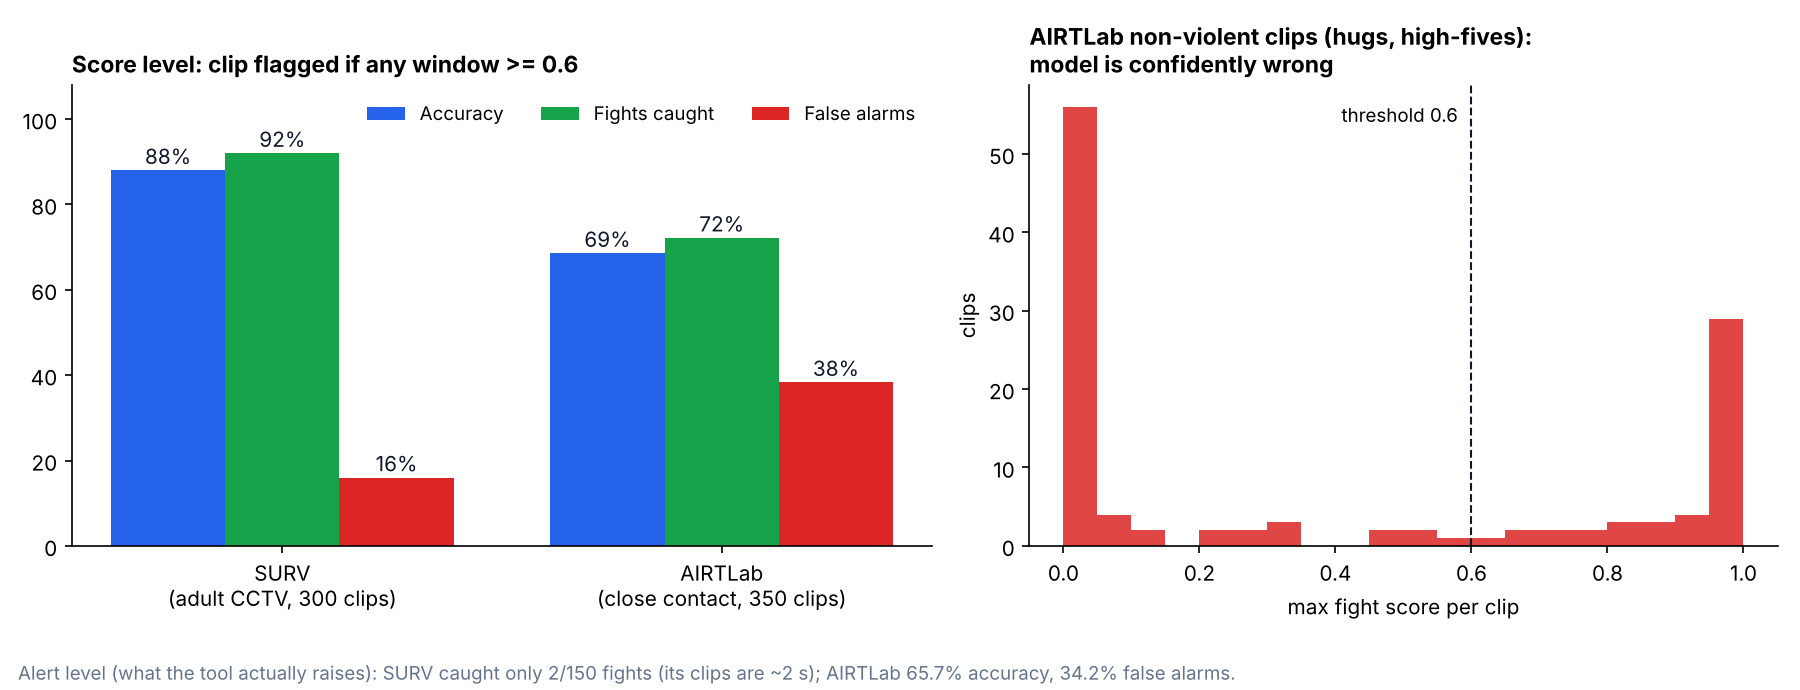 Score level: clip flagged if any window >= 0.6
Accuracy
Fights caught
False alarms
100
80
60
40
20
0
88%
92%
16%
69%
72%
38%
SURV
(adult CCTV, 300 clips)
AIRTLab
(close contact, 350 clips)
AIRTLab non-violent clips (hugs, high-fives):
model is confidently wrong
threshold 0.6
clips
50
40
30
20
10
0
0.0
0.2
0.4
0.6
0.8
1.0
max fight score per clip
Alert level (what the tool actually raises): SURV caught only 2/150 fights (its clips are ~2 s); AIRTLab 65.7% accuracy, 34.2% false alarms.